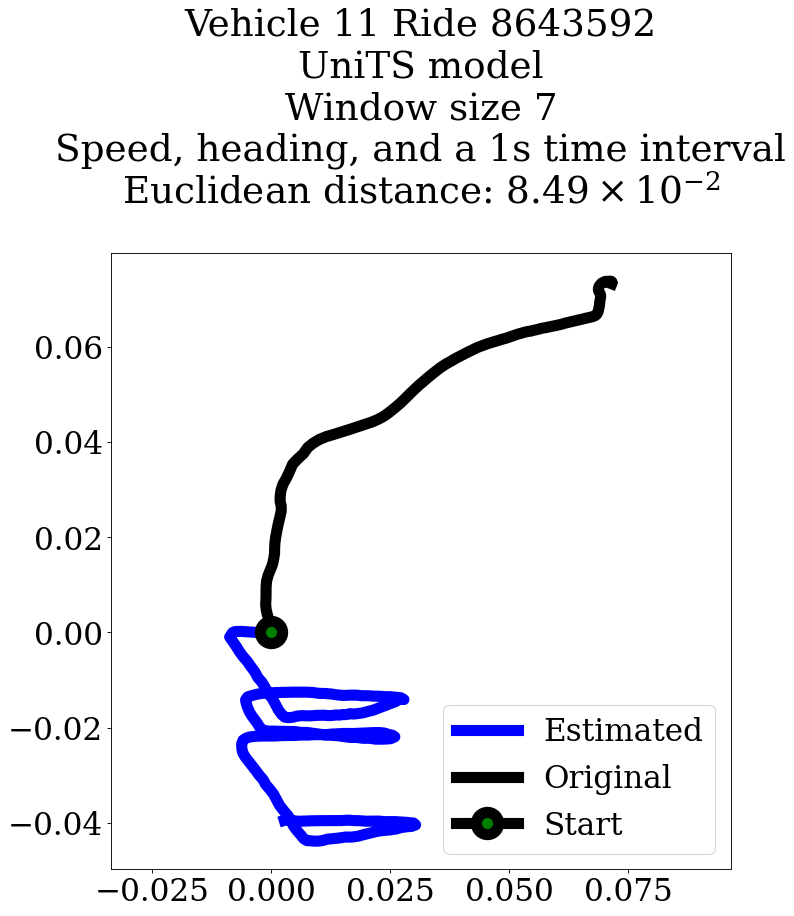 Vehicle 11 Ride 8643592
UniTS model
Window size 7
Speed, heading, and a 1s time interval
Euclidean distance: 8.49 × 10⁻²
0.06
0.04
0.02
0.00
−0.02
−0.04
Estimated
Original
Start
−0.025 0.000 0.025 0.050 0.075